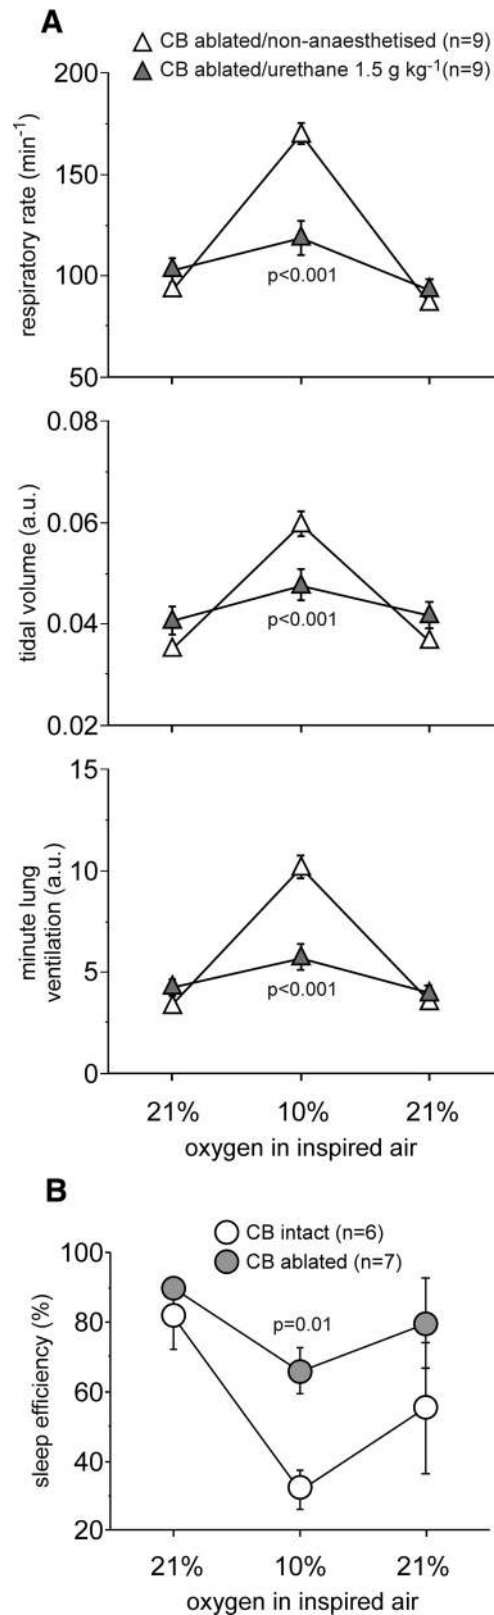 A
CB ablated/non-anaesthetised (n=9)
CB ablated/urethane 1.5 g kg⁻¹(n=9)
200
150
100
50
respiratory rate (min⁻¹)
p<0.001
0.08
0.06
0.04
0.02
tidal volume (a.u.)
p<0.001
15
10
5
0
minute lung
ventilation (a.u.)
p<0.001
21% 10% 21%
oxygen in inspired air
B
CB intact (n=6)
CB ablated (n=7)
100
80
60
40
20
sleep efficiency (%)
p=0.01
21% 10% 21%
oxygen in inspired air